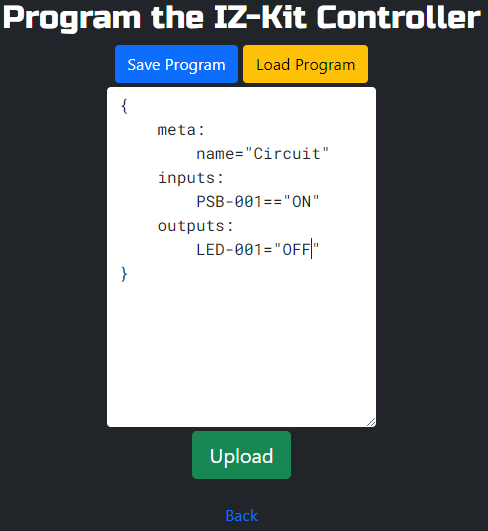 Program the IZ-Kit Controller
Save Program Load Program
{
    meta:
        name="Circuit"
    inputs:
        PSB-001=="ON"
    outputs:
        LED-001="OFF"
}
Upload
Back